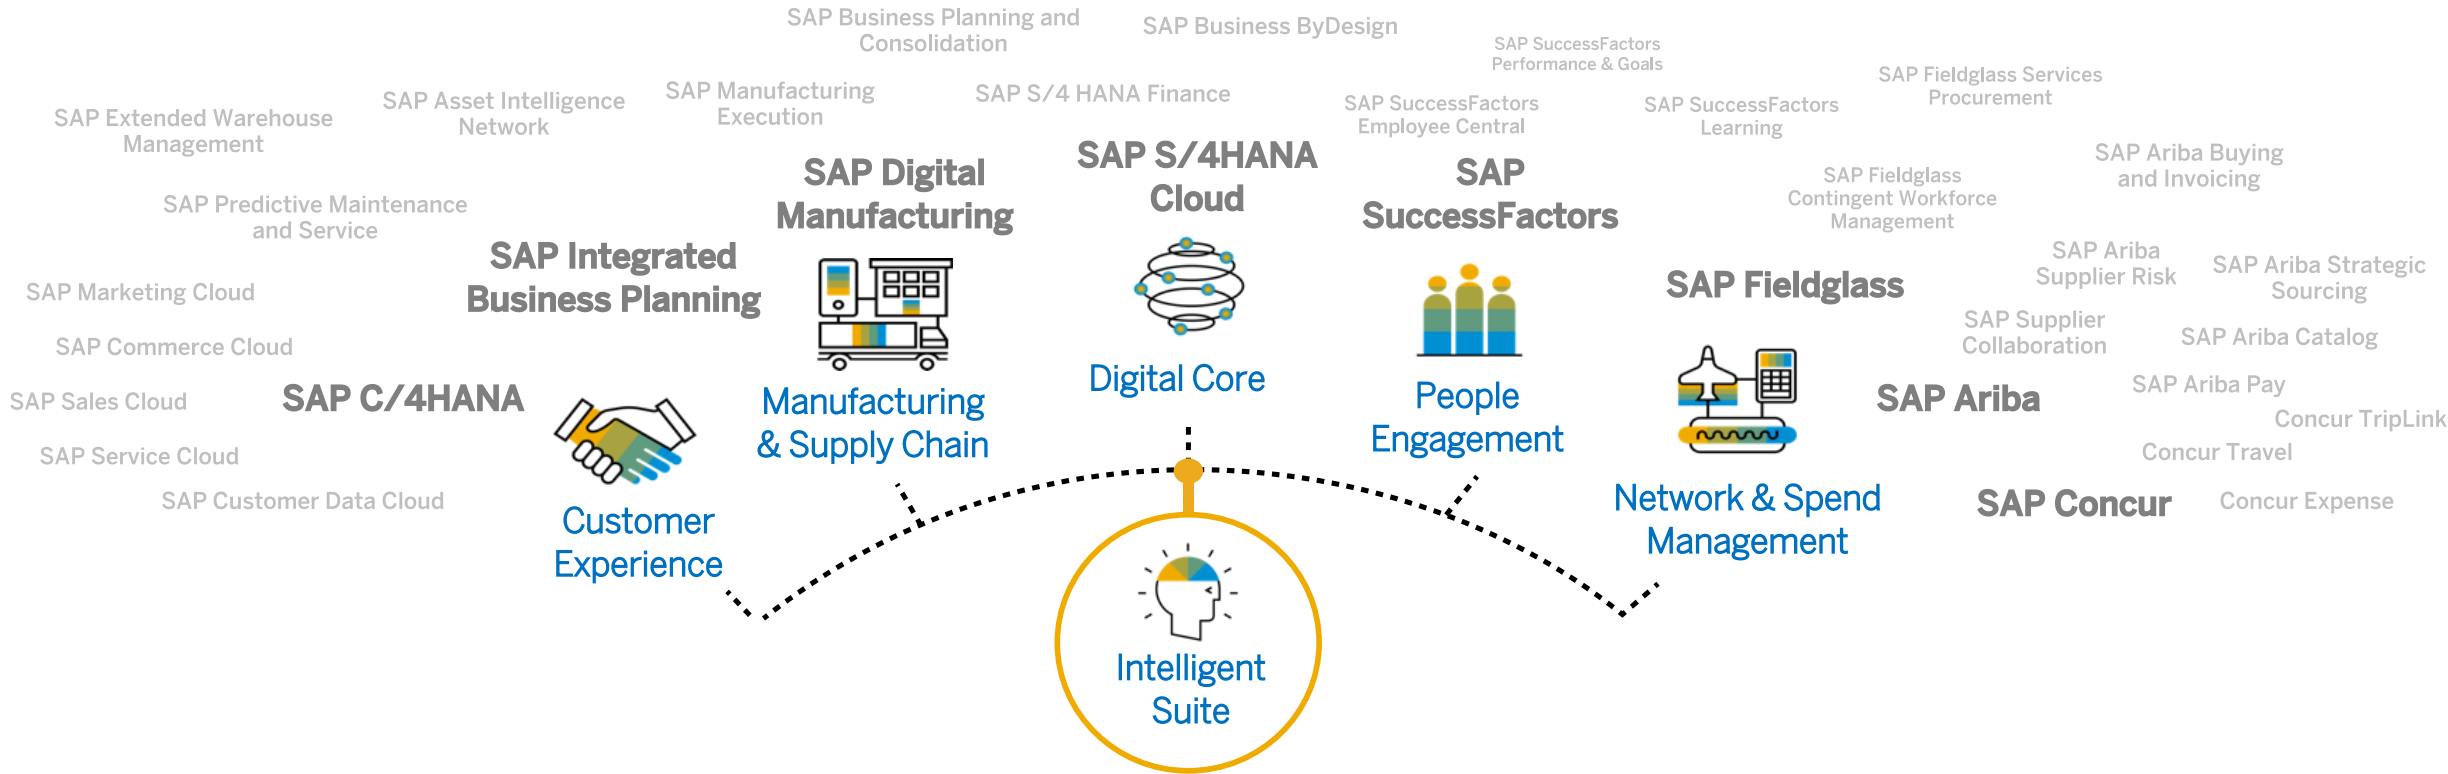 SAP Business Planning and
Consolidation
SAP Business ByDesign
SAP SuccessFactors
Performance & Goals
SAP Fieldglass Services
Procurement
SAP Extended Warehouse
Management
SAP Asset Intelligence
Network
SAP Manufacturing
Execution
SAP S/4 HANA Finance
SAP SuccessFactors
Employee Central
SAP SuccessFactors
Learning
SAP Ariba Buying
and Invoicing
SAP Predictive Maintenance
and Service
SAP Digital
Manufacturing
SAP S/4HANA
Cloud
SAP
SuccessFactors
SAP Fieldglass
Contingent Workforce
Management
SAP Integrated
Business Planning
SAP Fieldglass
SAP Ariba
Supplier Risk
SAP Ariba Strategic
Sourcing
SAP Marketing Cloud
SAP Commerce Cloud
SAP Supplier
Collaboration
SAP Ariba Catalog
SAP Sales Cloud
SAP C/4HANA
Manufacturing
& Supply Chain
Digital Core
People
Engagement
SAP Ariba
SAP Ariba Pay
Concur TripLink
SAP Service Cloud
Concur Travel
SAP Customer Data Cloud
Customer
Experience
Network & Spend
Management
SAP Concur
Concur Expense
Intelligent
Suite